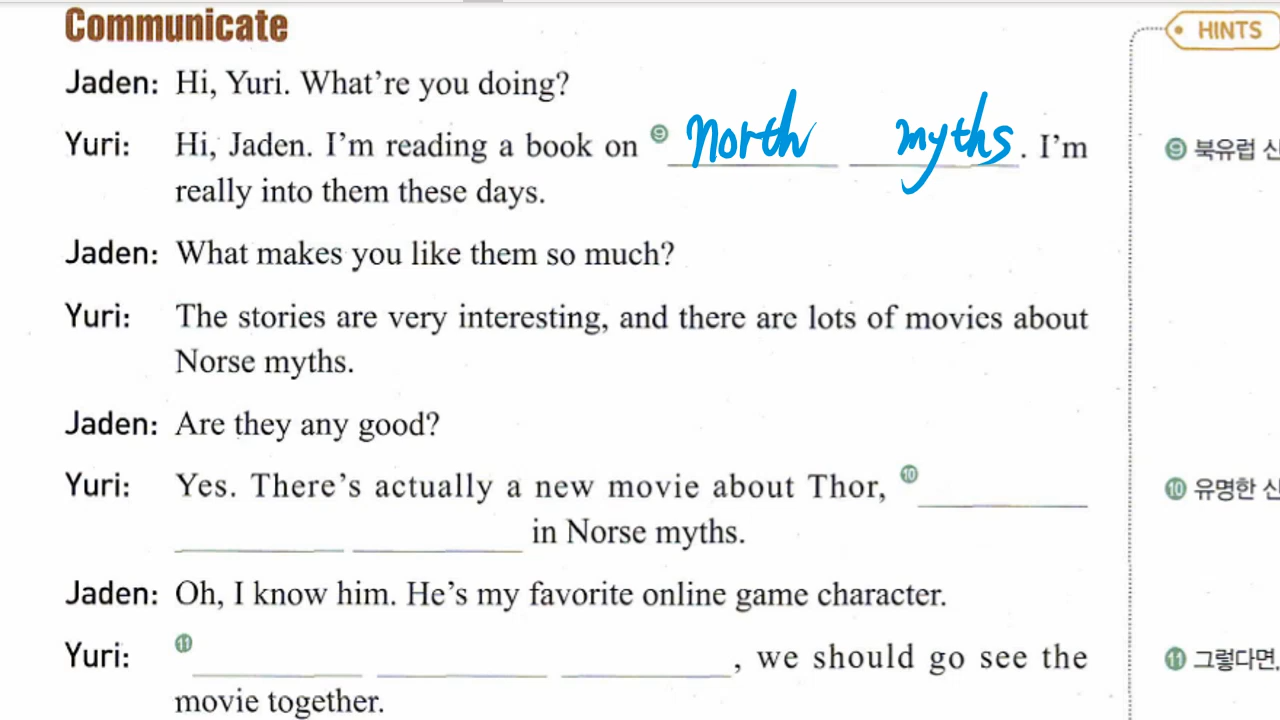 Communicate
HINTS
Jaden: Hi, Yuri. What're you doing?
Yuri: Hi, Jaden. I'm reading a book on ⑨ North myths. I'm
really into them these days.
⑨ 북유럽 신
Jaden: What makes you like them so much?
Yuri: The stories are very interesting, and there are lots of movies about
Norse myths.
Jaden: Are they any good?
Yuri: Yes. There's actually a new movie about Thor, ⑩
in Norse myths.
⑩ 유명한 신
Jaden: Oh, I know him. He's my favorite online game character.
Yuri: ⑪ , we should go see the
movie together.
⑪ 그렇다면,